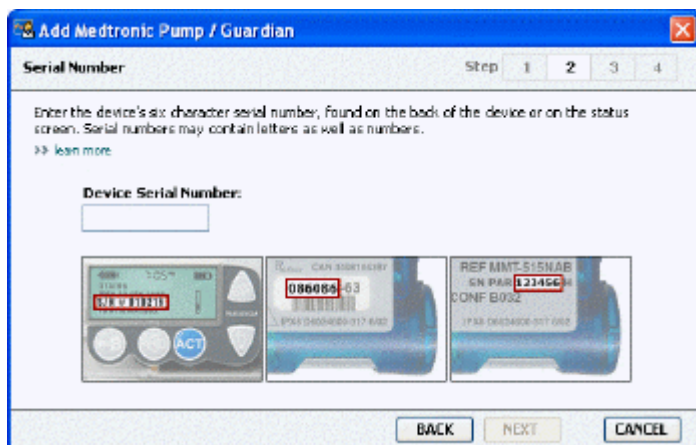 Add Medtronic Pump / Guardian
Serial Number
Step 1 2 3 4
Enter the device's six character serial number, found on the back of the device or on the status
screen. Serial numbers may contain letters as well as numbers.
>> learn more
Device Serial Number:
ACT
086086-63
REF MMT-515NAB
SN PAR 123456
CONF B032
BACK
NEXT
CANCEL